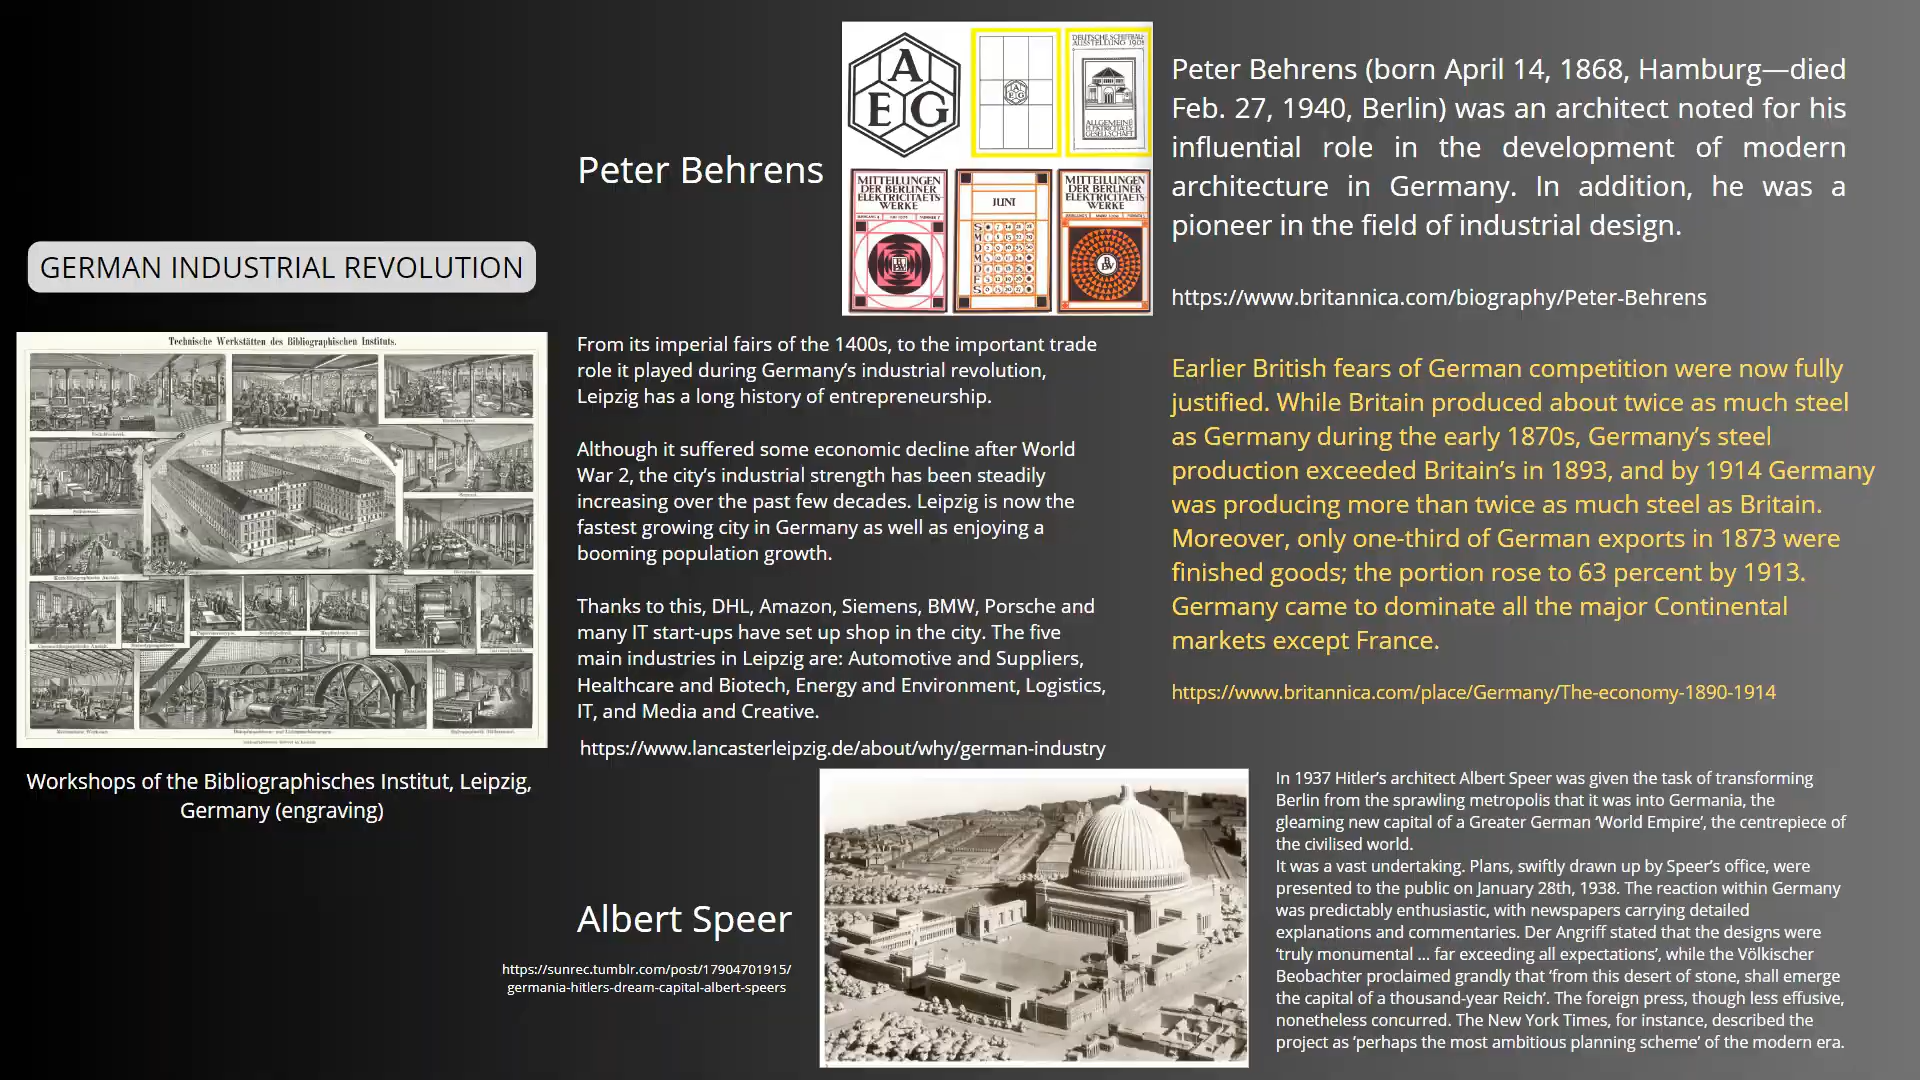 GERMAN INDUSTRIAL REVOLUTION
Technische Werkstätten des Bibliographischen Instituts.
Workshops of the Bibliographisches Institut, Leipzig,
Germany (engraving)
Peter Behrens
A
E G
AEG
DEUTSCHE SCHIFFBAU-
AUSSTELLUNG 1908
ALLGEMEINE
ELEKTRICITÄTS
GESELLSCHAFT
MITTEILUNGEN
DER BERLINER
ELEKTRICITAETS
WERKE
JUNI
MITTEILUNGEN
DER BERLINER
ELEKTRICITAETS
WERKE
Peter Behrens (born April 14, 1868, Hamburg—died
Feb. 27, 1940, Berlin) was an architect noted for his
influential role in the development of modern
architecture in Germany. In addition, he was a
pioneer in the field of industrial design.
https://www.britannica.com/biography/Peter-Behrens
From its imperial fairs of the 1400s, to the important trade
role it played during Germany's industrial revolution,
Leipzig has a long history of entrepreneurship.
Although it suffered some economic decline after World
War 2, the city's industrial strength has been steadily
increasing over the past few decades. Leipzig is now the
fastest growing city in Germany as well as enjoying a
booming population growth.
Thanks to this, DHL, Amazon, Siemens, BMW, Porsche and
many IT start-ups have set up shop in the city. The five
main industries in Leipzig are: Automotive and Suppliers,
Healthcare and Biotech, Energy and Environment, Logistics,
IT, and Media and Creative.
https://www.lancasterleipzig.de/about/why/german-industry
Earlier British fears of German competition were now fully
justified. While Britain produced about twice as much steel
as Germany during the early 1870s, Germany's steel
production exceeded Britain's in 1893, and by 1914 Germany
was producing more than twice as much steel as Britain.
Moreover, only one-third of German exports in 1873 were
finished goods; the portion rose to 63 percent by 1913.
Germany came to dominate all the major Continental
markets except France.
https://www.britannica.com/place/Germany/The-economy-1890-1914
Albert Speer
https://sunrec.tumblr.com/post/17904701915/
germania-hitlers-dream-capital-albert-speers
In 1937 Hitler's architect Albert Speer was given the task of transforming
Berlin from the sprawling metropolis that it was into Germania, the
gleaming new capital of a Greater German 'World Empire', the centrepiece of
the civilised world.
It was a vast undertaking. Plans, swiftly drawn up by Speer's office, were
presented to the public on January 28th, 1938. The reaction within Germany
was predictably enthusiastic, with newspapers carrying detailed
explanations and commentaries. Der Angriff stated that the designs were
'truly monumental ... far exceeding all expectations', while the Völkischer
Beobachter proclaimed grandly that 'from this desert of stone, shall emerge
the capital of a thousand-year Reich'. The foreign press, though less effusive,
nonetheless concurred. The New York Times, for instance, described the
project as 'perhaps the most ambitious planning scheme' of the modern era.